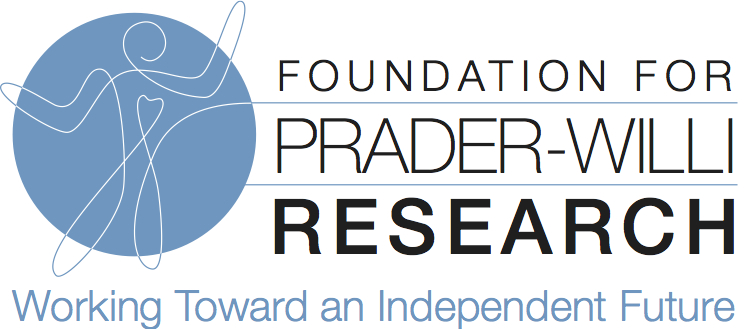 FOUNDATION FOR
PRADER-WILLI
RESEARCH
Working Toward an Independent Future